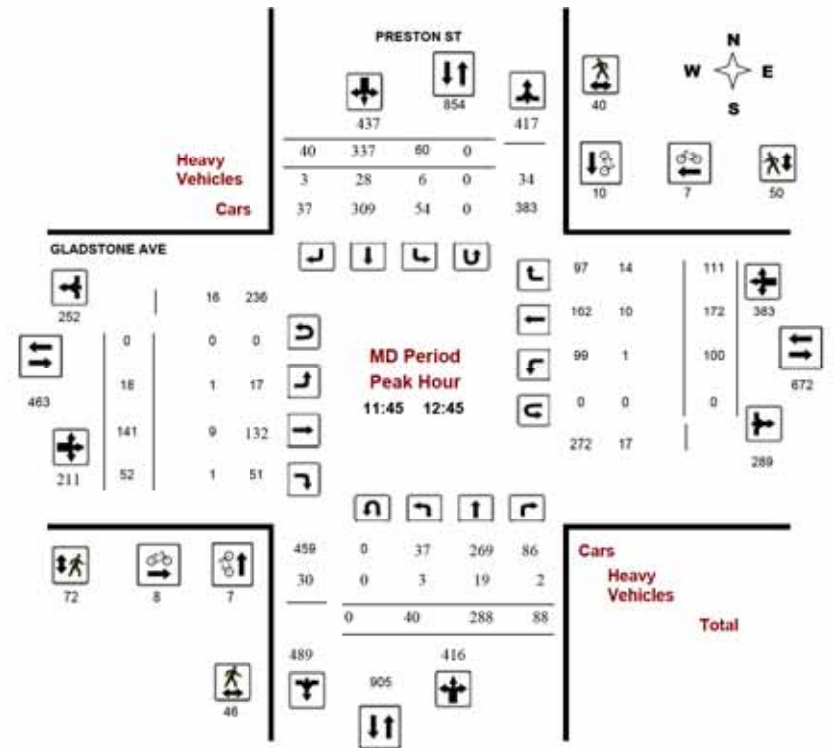 PRESTON ST
N
W E
S
854
40
437 417
40 337 60 0
Heavy
Vehicles 3 28 6 0 34
Cars 37 309 54 0 383
10 7 50
GLADSTONE AVE
252
16 236
0 0 0
463
18 1 17
141 9 132
211
52 1 51
MD Period
Peak Hour
11:45 12:45
97 14 111
383
162 10 172
672
99 1 100
0 0 0
272 17
289
72 8 7
46
459 0 37 269 86
30 0 3 19 2
0 40 288 88
489 416
905
Cars
Heavy
Vehicles
Total